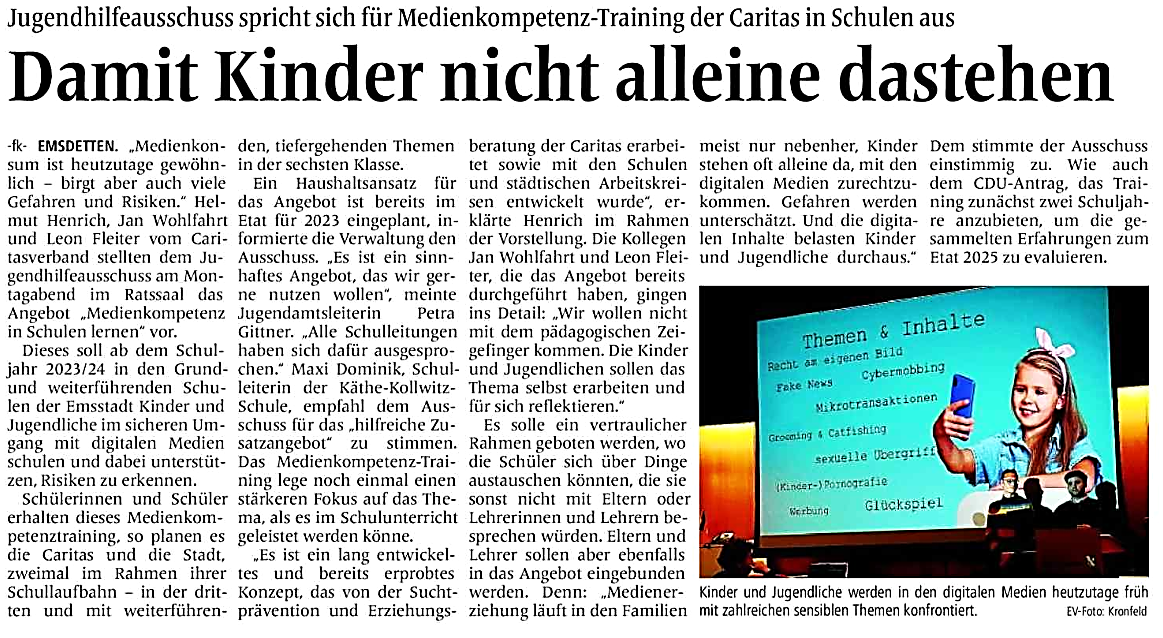 Jugendhilfeausschuss spricht sich für Medienkompetenz-Training der Caritas in Schulen aus
Damit Kinder nicht alleine dastehen
-fk- EMSDETTEN. „Medienkon-
sum ist heutzutage gewöhn-
lich – birgt aber auch viele
Gefahren und Risiken.“ Hel-
mut Henrich, Jan Wohlfahrt
und Leon Fleiter vom Cari-
tasverband stellten dem Ju-
gendhilfeausschuss am Mon-
tagabend im Ratssaal das
Angebot „Medienkompetenz
in Schulen lernen“ vor.
Dieses soll ab dem Schul-
jahr 2023/24 in den Grund-
und weiterführenden Schu-
len der Emsstadt Kinder und
Jugendliche im sicheren Um-
gang mit digitalen Medien
schulen und dabei unterstüt-
zen, Risiken zu erkennen.
Schülerinnen und Schüler
erhalten dieses Medienkom-
petenztraining, so planen es
die Caritas und die Stadt,
zweimal im Rahmen ihrer
Schullaufbahn – in der drit-
ten und mit weiterführen-
den, tiefergehenden Themen
in der sechsten Klasse.
Ein Haushaltsansatz für
das Angebot ist bereits im
Etat für 2023 eingeplant, in-
formierte die Verwaltung den
Ausschuss. „Es ist ein sinn-
haftes Angebot, das wir ger-
ne nutzen wollen“, meinte
Jugendamtsleiterin Petra
Gittner. „Alle Schulleitungen
haben sich dafür ausgespro-
chen.“ Maxi Dominik, Schul-
leiterin der Käthe-Kollwitz-
Schule, empfahl dem Aus-
schuss für das „hilfreiche Zu-
satzangebot“ zu stimmen.
Das Medienkompetenz-Trai-
ning lege noch einmal einen
stärkeren Fokus auf das The-
ma, als es im Schulunterricht
geleistet werden könne.
„Es ist ein lang entwickel-
tes und bereits erprobtes
Konzept, das von der Sucht-
prävention und Erziehungs-
beratung der Caritas erarbei-
tet sowie mit den Schulen
und städtischen Arbeitskrei-
sen entwickelt wurde“, er-
klärte Henrich im Rahmen
der Vorstellung. Die Kollegen
Jan Wohlfahrt und Leon Flei-
ter, die das Angebot bereits
durchgeführt haben, gingen
ins Detail: „Wir wollen nicht
mit dem pädagogischen Zei-
gefinger kommen. Die Kinder
und Jugendlichen sollen das
Thema selbst erarbeiten und
für sich reflektieren.“
Es solle ein vertraulicher
Rahmen geboten werden, wo
die Schüler sich über Dinge
austauschen könnten, die sie
sonst nicht mit Eltern oder
Lehrerinnen und Lehrern be-
sprechen würden. Eltern und
Lehrer sollen aber ebenfalls
in das Angebot eingebunden
werden. Denn: „Mediener-
ziehung läuft in den Familien
meist nur nebenher, Kinder
stehen oft alleine da, mit den
digitalen Medien zurechtzu-
kommen. Gefahren werden
unterschätzt. Und die digita-
len Inhalte belasten Kinder
und Jugendliche durchaus.“
Dem stimmte der Ausschuss
einstimmig zu. Wie auch
dem CDU-Antrag, das Trai-
ning zunächst zwei Schuljah-
re anzubieten, um die ge-
sammelten Erfahrungen zum
Etat 2025 zu evaluieren.
Themen & Inhalte
Recht am eigenen Bild
Fake News Cybermobbing
Mikrotransaktionen
Grooming & Catfishing
sexuelle Übergriff
(Kinder-)Pornografie
Werbung Glückspiel
Kinder und Jugendliche werden in den digitalen Medien heutzutage früh
mit zahlreichen sensiblen Themen konfrontiert. EV-Foto: Kronfeld